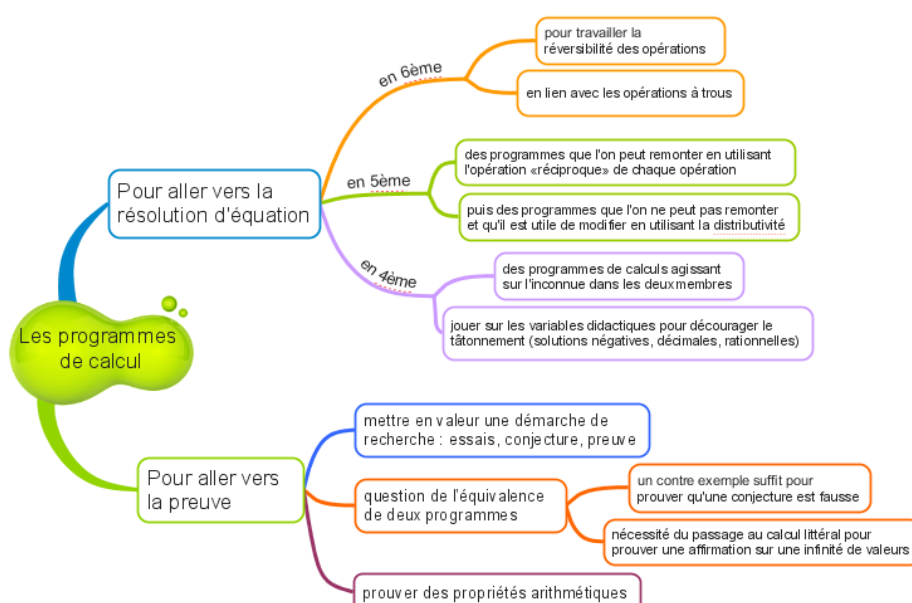 Les programmes
de calcul
Pour aller vers la
résolution d'équation
en 6ème
pour travailler la
réversibilité des opérations
en lien avec les opérations à trous
en 5ème
des programmes que l'on peut remonter en utilisant
l'opération «réciproque» de chaque opération
puis des programmes que l'on ne peut pas remonter
et qu'il est utile de modifier en utilisant la distributivité
en 4ème
des programmes de calculs agissant
sur l'inconnue dans les deux membres
jouer sur les variables didactiques pour décourager le
tâtonnement (solutions négatives, décimales, rationnelles)
Pour aller vers
la preuve
mettre en valeur une démarche de
recherche : essais, conjecture, preuve
question de l'équivalence
de deux programmes
un contre exemple suffit pour
prouver qu'une conjecture est fausse
nécessité du passage au calcul littéral pour
prouver une affirmation sur une infinité de valeurs
prouver des propriétés arithmétiques